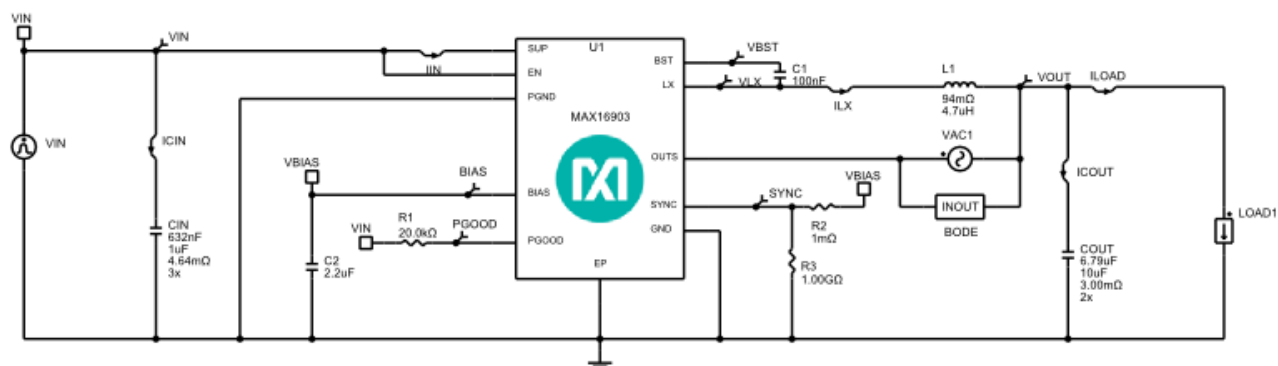 VIN
VIN
IIN
SUP
U1
EN
PGND
MAX16903
BST
LX
VBST
C1
100nF
VLX
ILX
L1
94mΩ
4.7uH
VOUT
ILOAD
VIN
ICIN
VBIAS
BIAS
BIAS
OUTS
VAC1
INOUT
BODE
ICOUT
SYNC
SYNC
VBIAS
R2
1mΩ
GND
LOAD1
CIN
632nF
1uF
4.64mΩ
3x
VIN
R1
20.0kΩ
PGOOD
PGOOD
C2
2.2uF
EP
R3
1.00GΩ
COUT
6.79uF
10uF
3.00mΩ
2x